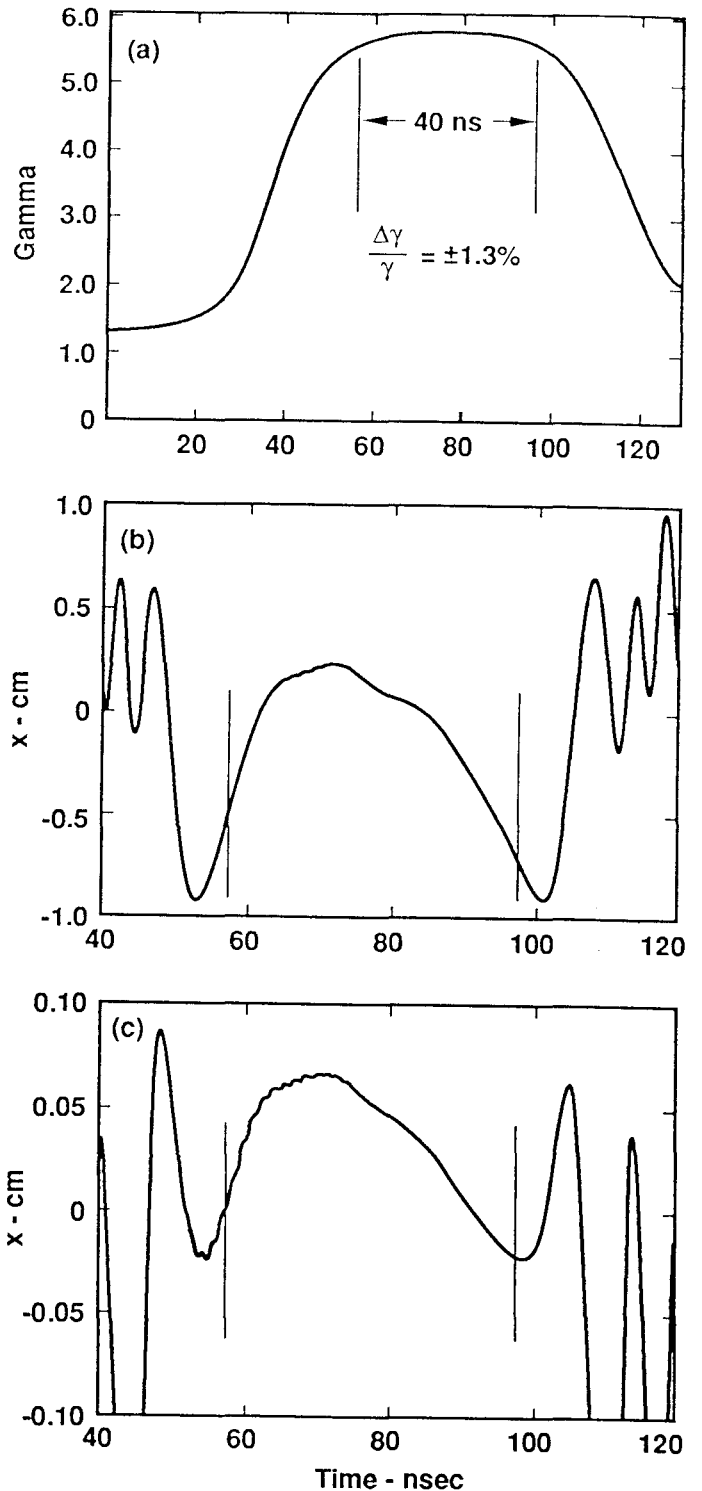 (a)
6.0
5.0
4.0
3.0
2.0
1.0
0
Gamma
40 ns
Δγ/γ = ±1.3%
20 40 60 80 100 120
(b)
1.0
0.5
0
-0.5
-1.0
x - cm
40 60 80 100 120
(c)
0.10
0.05
0
-0.05
-0.10
x - cm
40 60 80 100 120
Time - nsec